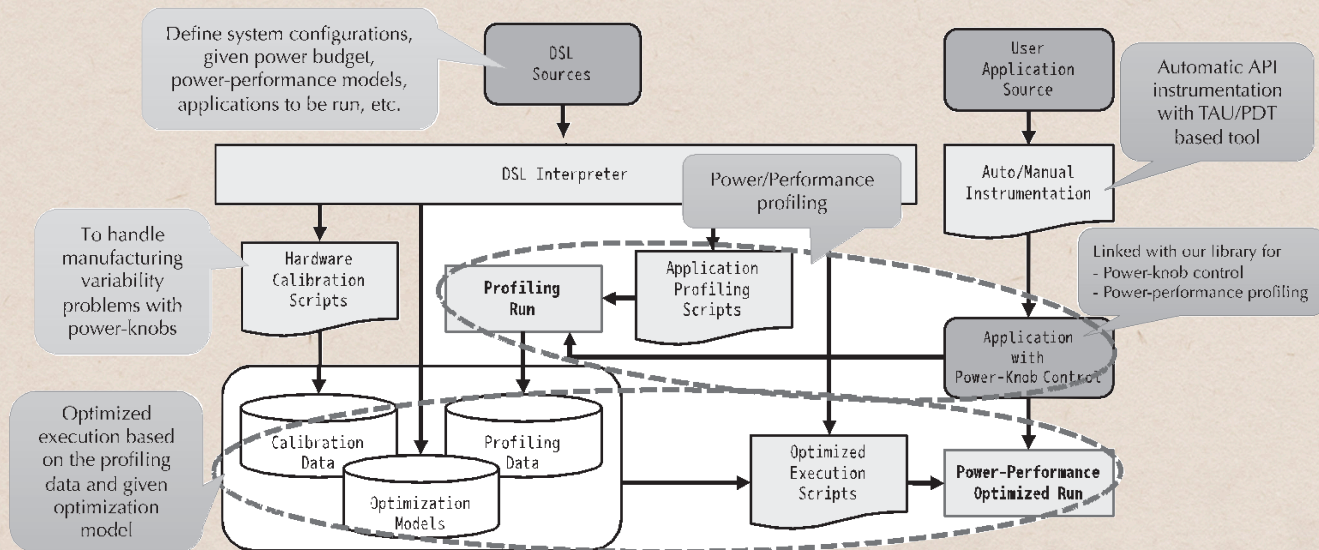 Define system configurations,
given power budget,
power-performance models,
applications to be run, etc.
DSL
Sources
User
Application
Source
Automatic API
instrumentation
with TAU/PDT
based tool
DSL Interpreter
Power/Performance
profiling
Auto/Manual
Instrumentation
To handle
manufacturing
variability
problems with
power-knobs
Hardware
Calibration
Scripts
Profiling
Run
Application
Profiling
Scripts
Linked with our library for
- Power-knob control
- Power-performance profiling
Application
with
Power-Knob Control
Optimized
execution based
on the profiling
data and given
optimization
model
Calibration
Data
Profiling
Data
Optimization
Models
Optimized
Execution
Scripts
Power-Performance
Optimized Run